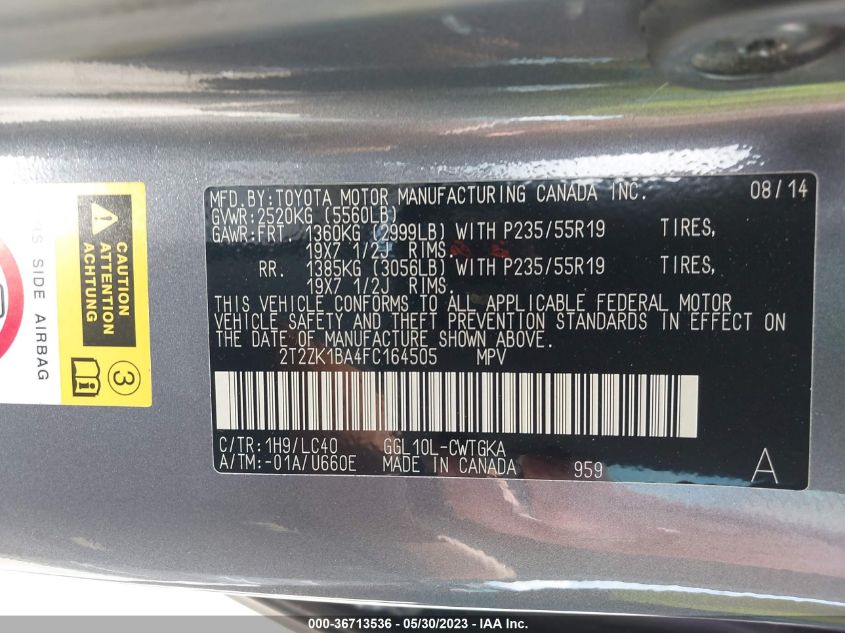 MFD.BY:TOYOTA MOTOR MANUFACTURING CANADA INC. 08/14
GVWR:2520KG (5560LB)
GAWR:FRT. 1360KG (2999LB) WITH P235/55R19 TIRES,
19X7 1/2J RIMS.
RR. 1385KG (3056LB) WITH P235/55R19 TIRES,
19X7 1/2J RIMS.
THIS VEHICLE CONFORMS TO ALL APPLICABLE FEDERAL MOTOR
VEHICLE SAFETY AND THEFT PREVENTION STANDARDS IN EFFECT ON
THE DATE OF MANUFACTURE SHOWN ABOVE.
2T2ZK1BA4FC164505 MPV
C/TR:1H9/LC40 GGL10L-CWTGKA
A/TM:-01A/U660E MADE IN CANADA 959 A
CAUTION
ATTENTION
ACHTUNG
3
SIDE AIRBAG
000-36713536 - 05/30/2023 - IAA Inc.